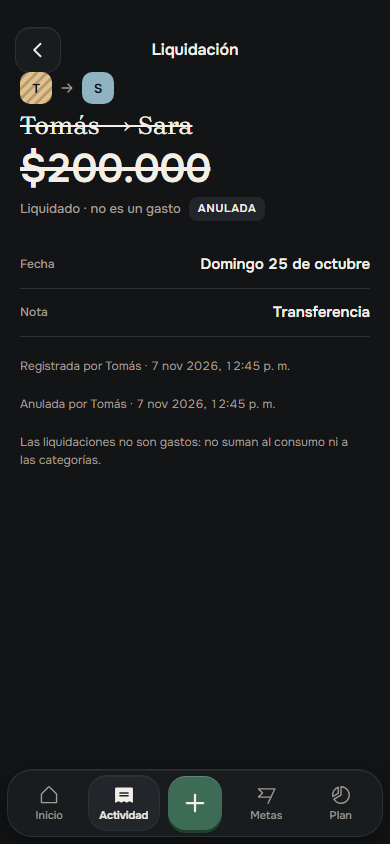 Liquidación
T → S
Tomás → Sara
$200.000
Liquidado · no es un gasto ANULADA
Fecha Domingo 25 de octubre
Nota Transferencia
Registrada por Tomás · 7 nov 2026, 12:45 p. m.
Anulada por Tomás · 7 nov 2026, 12:45 p. m.
Las liquidaciones no son gastos: no suman al consumo ni a
las categorías.
Inicio Actividad Metas Plan